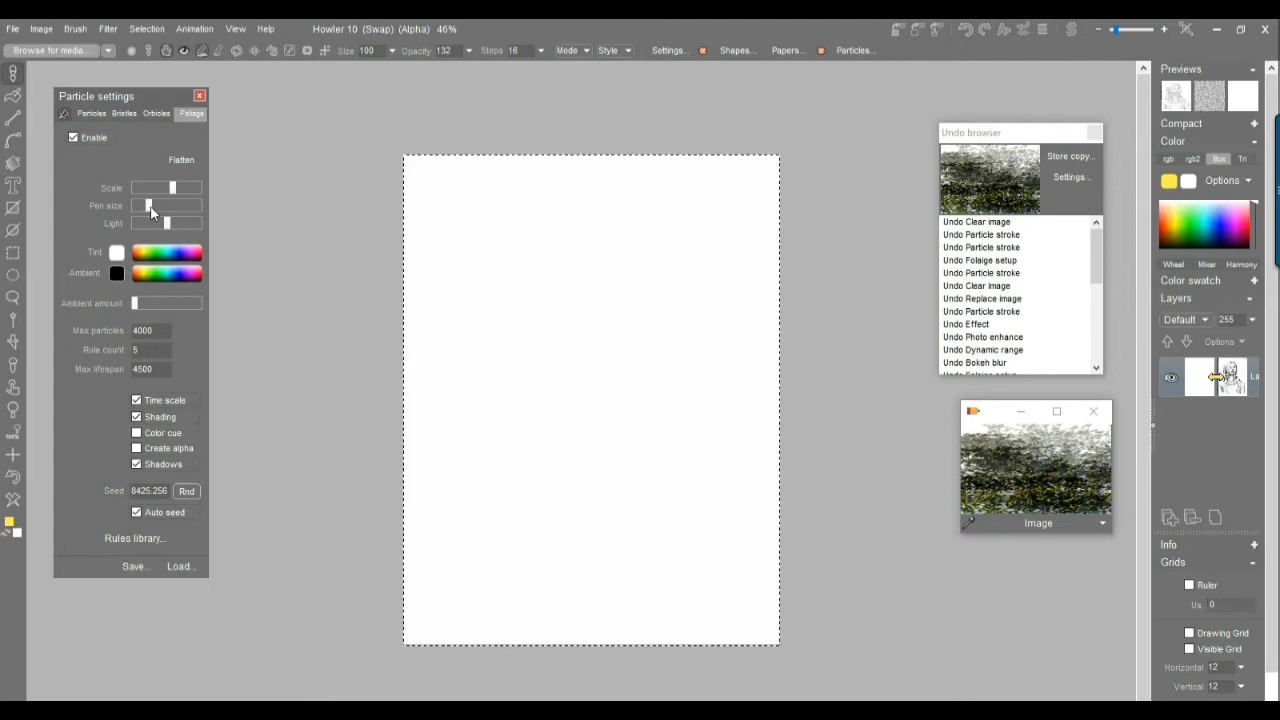 File Image Brush Filter Selection Animation View Help Howler 10 (Swap) (Alpha) 46%
Browse for media... Size 100 Opacity 132 Steps 16 Mode Style Settings... Shapes... Papers... Particles...
Particle settings
Particles Bristles Orbicles Foliage
Enable
Flatten
Scale
Pen size
Light
Tint
Ambient
Ambient amount
Max particles 4000
Rule count 5
Max lifespan 4500
Time scale
Shading
Color cue
Create alpha
Shadows
Seed 8425.256 Rnd
Auto seed
Rules library...
Save... Load...
Undo browser
Store copy...
Settings...
Undo Clear image
Undo Particle stroke
Undo Particle stroke
Undo Folaige setup
Undo Particle stroke
Undo Clear image
Undo Replace image
Undo Particle stroke
Undo Effect
Undo Photo enhance
Undo Dynamic range
Undo Bokeh blur
Image
Previews
Compact
Color
rgb rgb2 Box Tri
Options
Wheel Mixer Harmony
Color swatch
Layers
Default 255
Options
La
Info
Grids
Ruler
Us 0
Drawing Grid
Visible Grid
Horizontal 12
Vertical 12